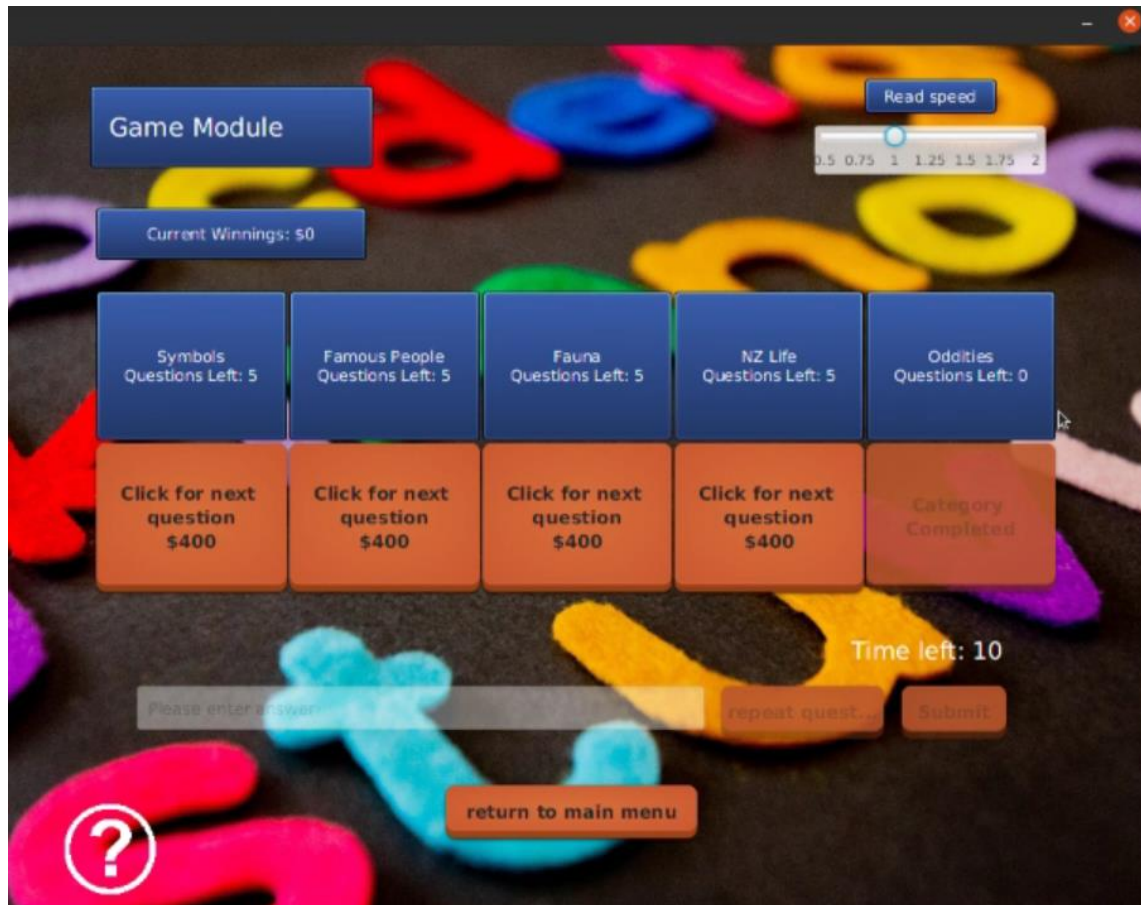 Game Module
Read speed
0.5 0.75 1 1.25 1.5 1.75 2
Current Winnings: $0
Symbols
Questions Left: 5
Famous People
Questions Left: 5
Fauna
Questions Left: 5
NZ Life
Questions Left: 5
Oddities
Questions Left: 0
Click for next
question
$400
Click for next
question
$400
Click for next
question
$400
Click for next
question
$400
Category
Completed
Time left: 10
Please enter answer
repeat quest...
Submit
return to main menu
?